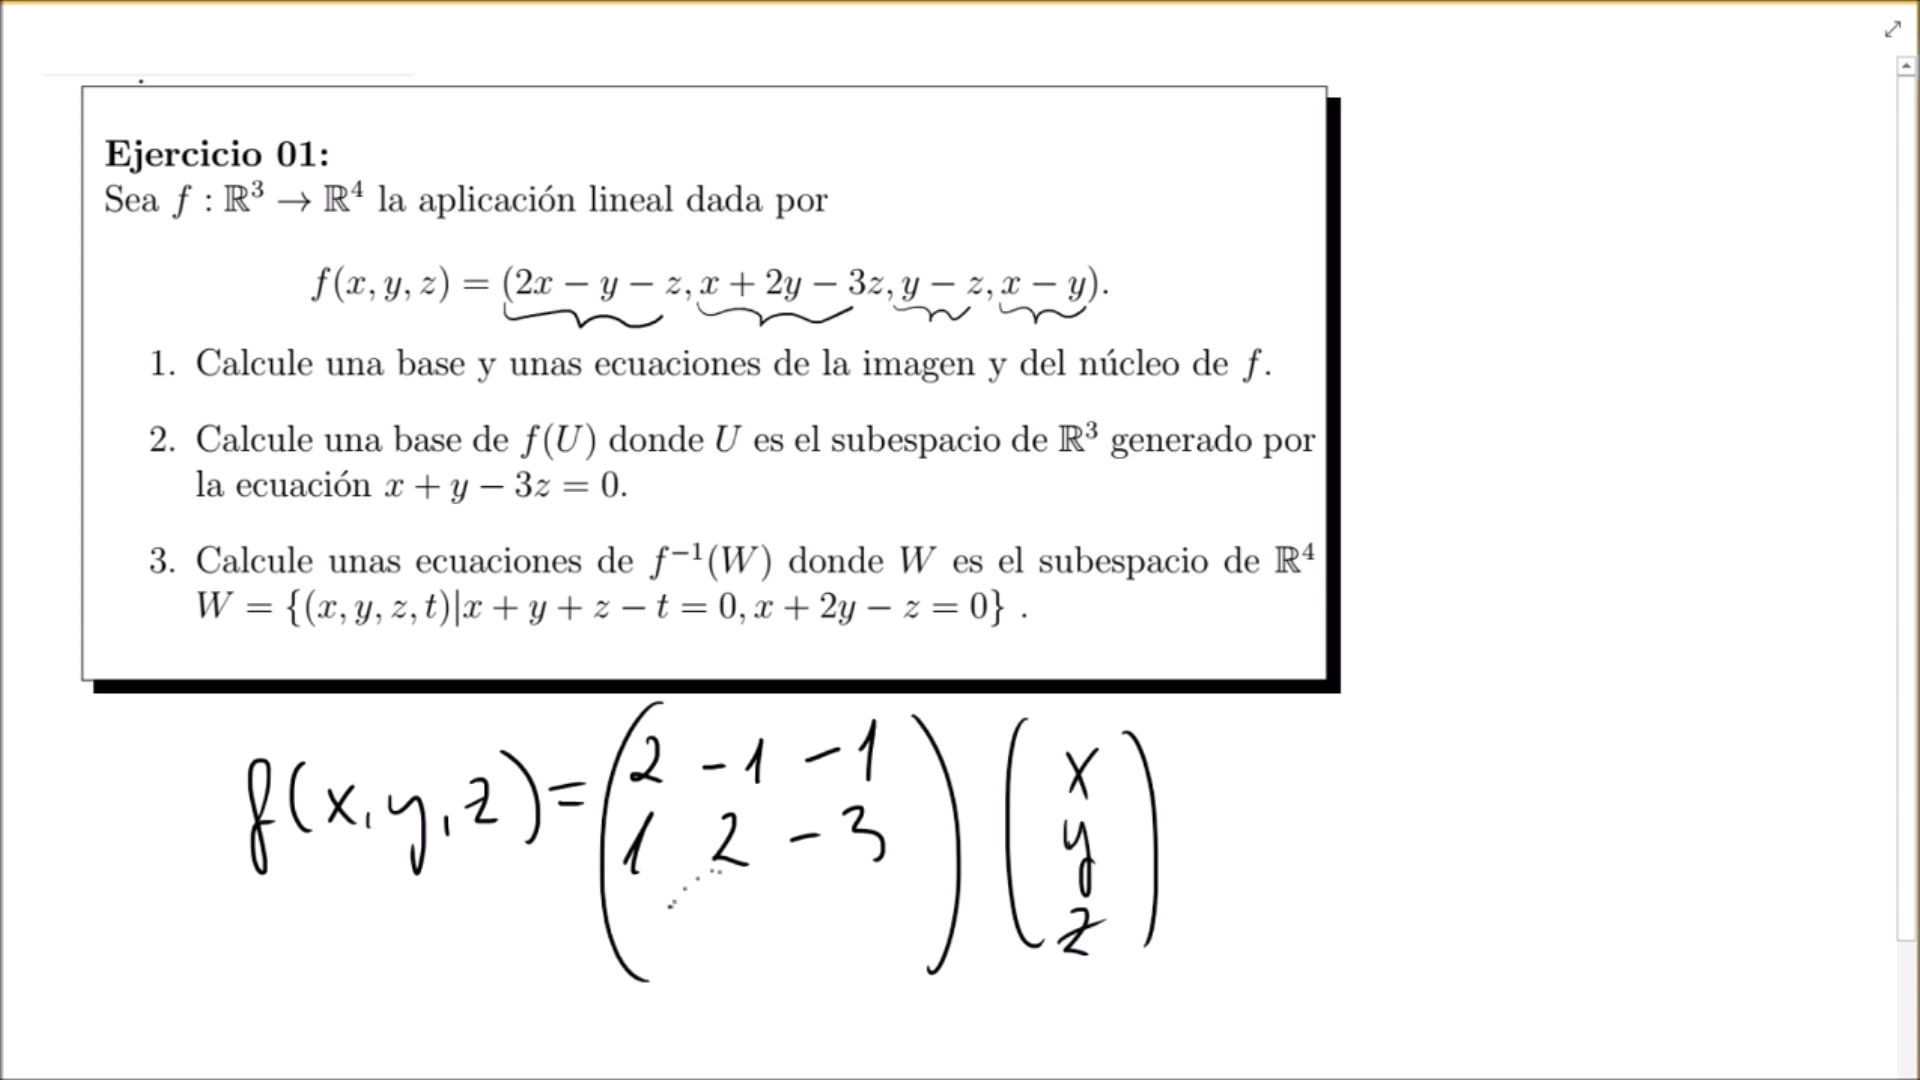 Ejercicio 01:
Sea f : ℝ³ → ℝ⁴ la aplicación lineal dada por
f(x, y, z) = (2x − y − z, x + 2y − 3z, y − z, x − y).
1. Calcule una base y unas ecuaciones de la imagen y del núcleo de f.
2. Calcule una base de f(U) donde U es el subespacio de ℝ³ generado por
la ecuación x + y − 3z = 0.
3. Calcule unas ecuaciones de f⁻¹(W) donde W es el subespacio de ℝ⁴
W = {(x, y, z, t)|x + y + z − t = 0, x + 2y − z = 0} .
f(x, y, z) = (2 −1 −1) (x)
(1 2 −3) (y)
(z)